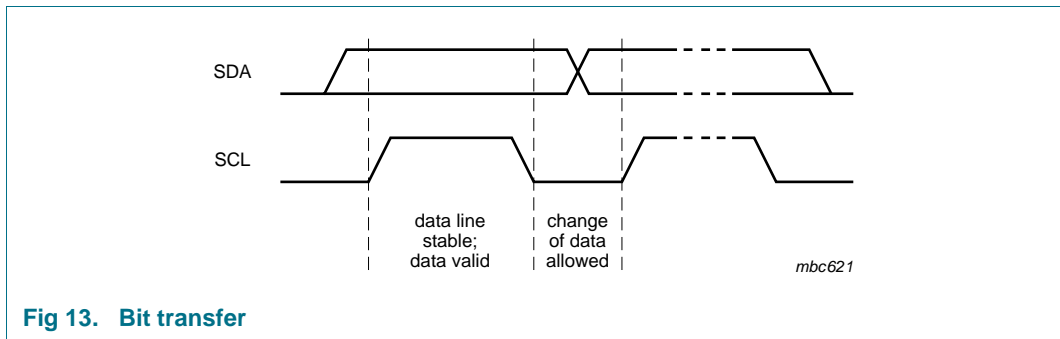 SDA
SCL
data line
stable;
data valid
change
of data
allowed
mbc621
Fig 13. Bit transfer